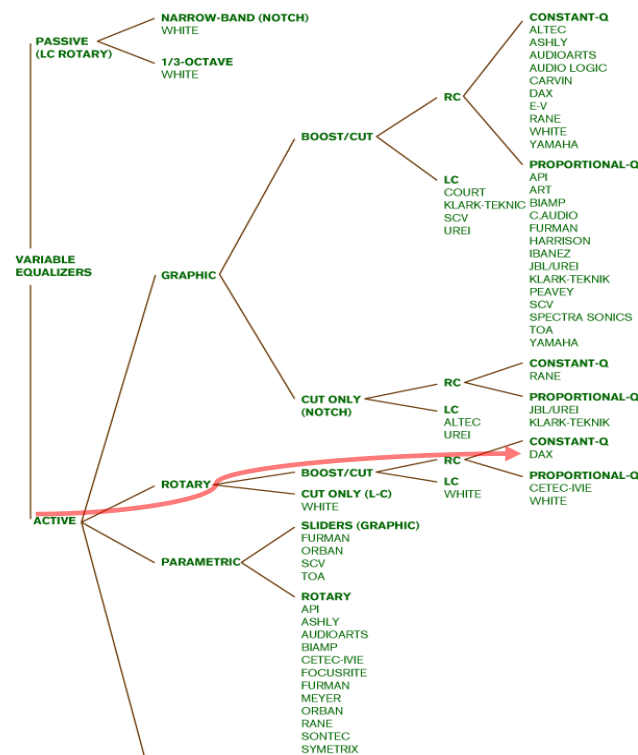 NARROW-BAND (NOTCH)
WHITE
PASSIVE
(LC ROTARY)
1/3-OCTAVE
WHITE
VARIABLE
EQUALIZERS
ACTIVE
GRAPHIC
BOOST/CUT
RC
CONSTANT-Q
ALTEC
ASHLY
AUDIOARTS
AUDIO LOGIC
CARVIN
DAX
E-V
RANE
WHITE
YAMAHA
PROPORTIONAL-Q
API
ART
BIAMP
C.AUDIO
FURMAN
HARRISON
IBANEZ
JBL/UREI
KLARK-TEKNIK
PEAVEY
SCV
SPECTRA SONICS
TOA
YAMAHA
LC
COURT
KLARK-TEKNIC
SCV
UREI
CUT ONLY
(NOTCH)
RC
CONSTANT-Q
RANE
PROPORTIONAL-Q
JBL/UREI
KLARK-TEKNIK
LC
ALTEC
UREI
ROTARY
BOOST/CUT
RC
CONSTANT-Q
DAX
PROPORTIONAL-Q
CETEC-IVIE
WHITE
LC
WHITE
CUT ONLY (L-C)
WHITE
PARAMETRIC
SLIDERS (GRAPHIC)
FURMAN
ORBAN
SCV
TOA
ROTARY
API
ASHLY
AUDIOARTS
BIAMP
CETEC-IVIE
FOCUSRITE
FURMAN
MEYER
ORBAN
RANE
SONTEC
SYMETRIX